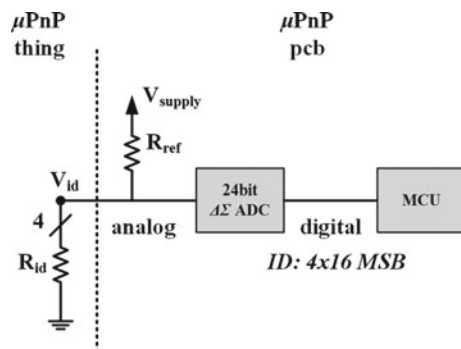 μPnP
thing
μPnP
pcb
V_supply
R_ref
V_id
4
R_id
analog
24bit
ΔΣ ADC
digital
MCU
ID: 4x16 MSB